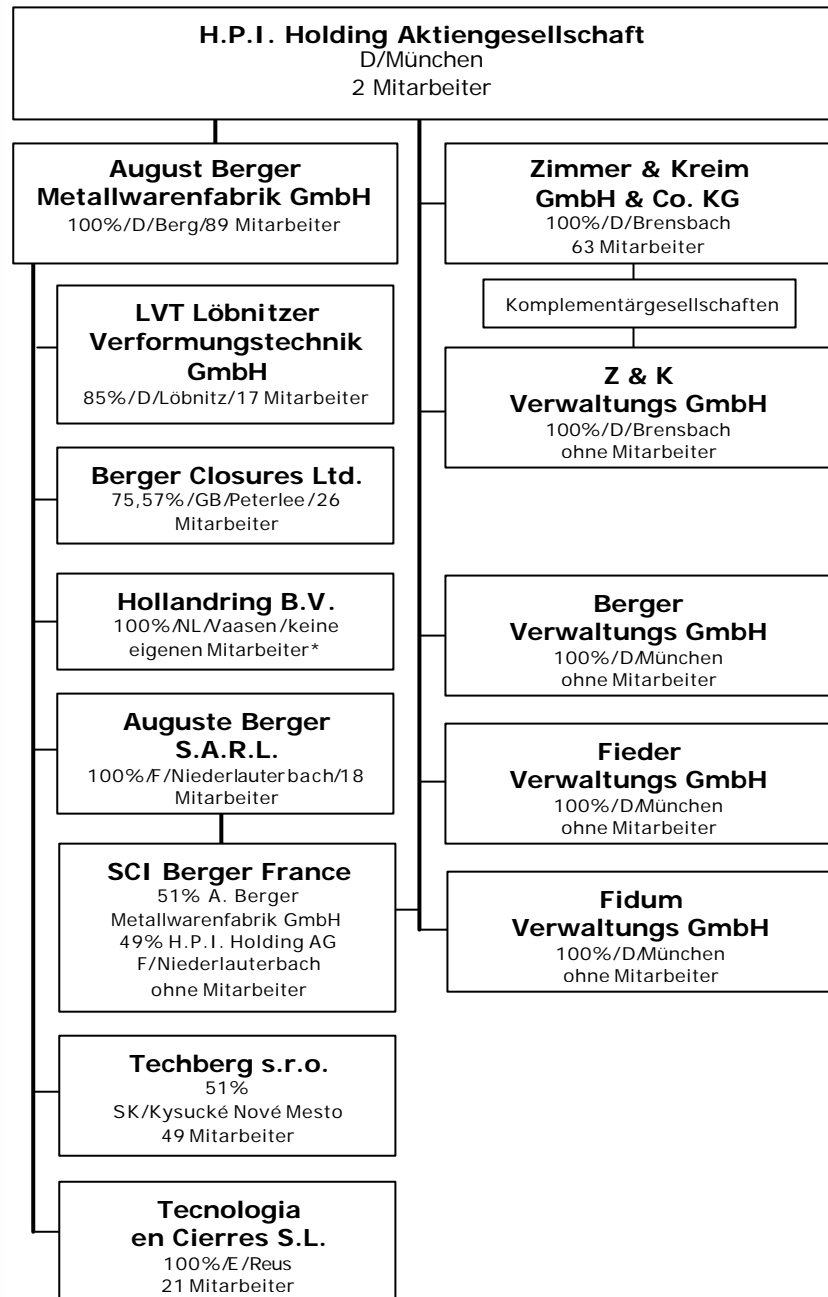 H.P.I. Holding Aktiengesellschaft
D/München
2 Mitarbeiter
August Berger
Metallwarenfabrik GmbH
100%/D/Berg/89 Mitarbeiter
LVT Löbnitzer
Verformungstechnik
GmbH
85%/D/Löbnitz/17 Mitarbeiter
Berger Closures Ltd.
75,57%/GB/Peterlee/26
Mitarbeiter
Hollandring B.V.
100%/NL/Vaasen/keine
eigenen Mitarbeiter*
Auguste Berger
S.A.R.L.
100%/F/Niederlauterbach/18
Mitarbeiter
SCI Berger France
51% A. Berger
Metallwarenfabrik GmbH
49% H.P.I. Holding AG
F/Niederlauterbach
ohne Mitarbeiter
Techberg s.r.o.
51%
SK/Kysucké Nové Mesto
49 Mitarbeiter
Tecnologia
en Cierres S.L.
100%/E/Reus
21 Mitarbeiter
Zimmer & Kreim
GmbH & Co. KG
100%/D/Brensbach
63 Mitarbeiter
Komplementärgesellschaften
Z & K
Verwaltungs GmbH
100%/D/Brensbach
ohne Mitarbeiter
Berger
Verwaltungs GmbH
100%/D/München
ohne Mitarbeiter
Fieder
Verwaltungs GmbH
100%/D/München
ohne Mitarbeiter
Fidum
Verwaltungs GmbH
100%/D/München
ohne Mitarbeiter